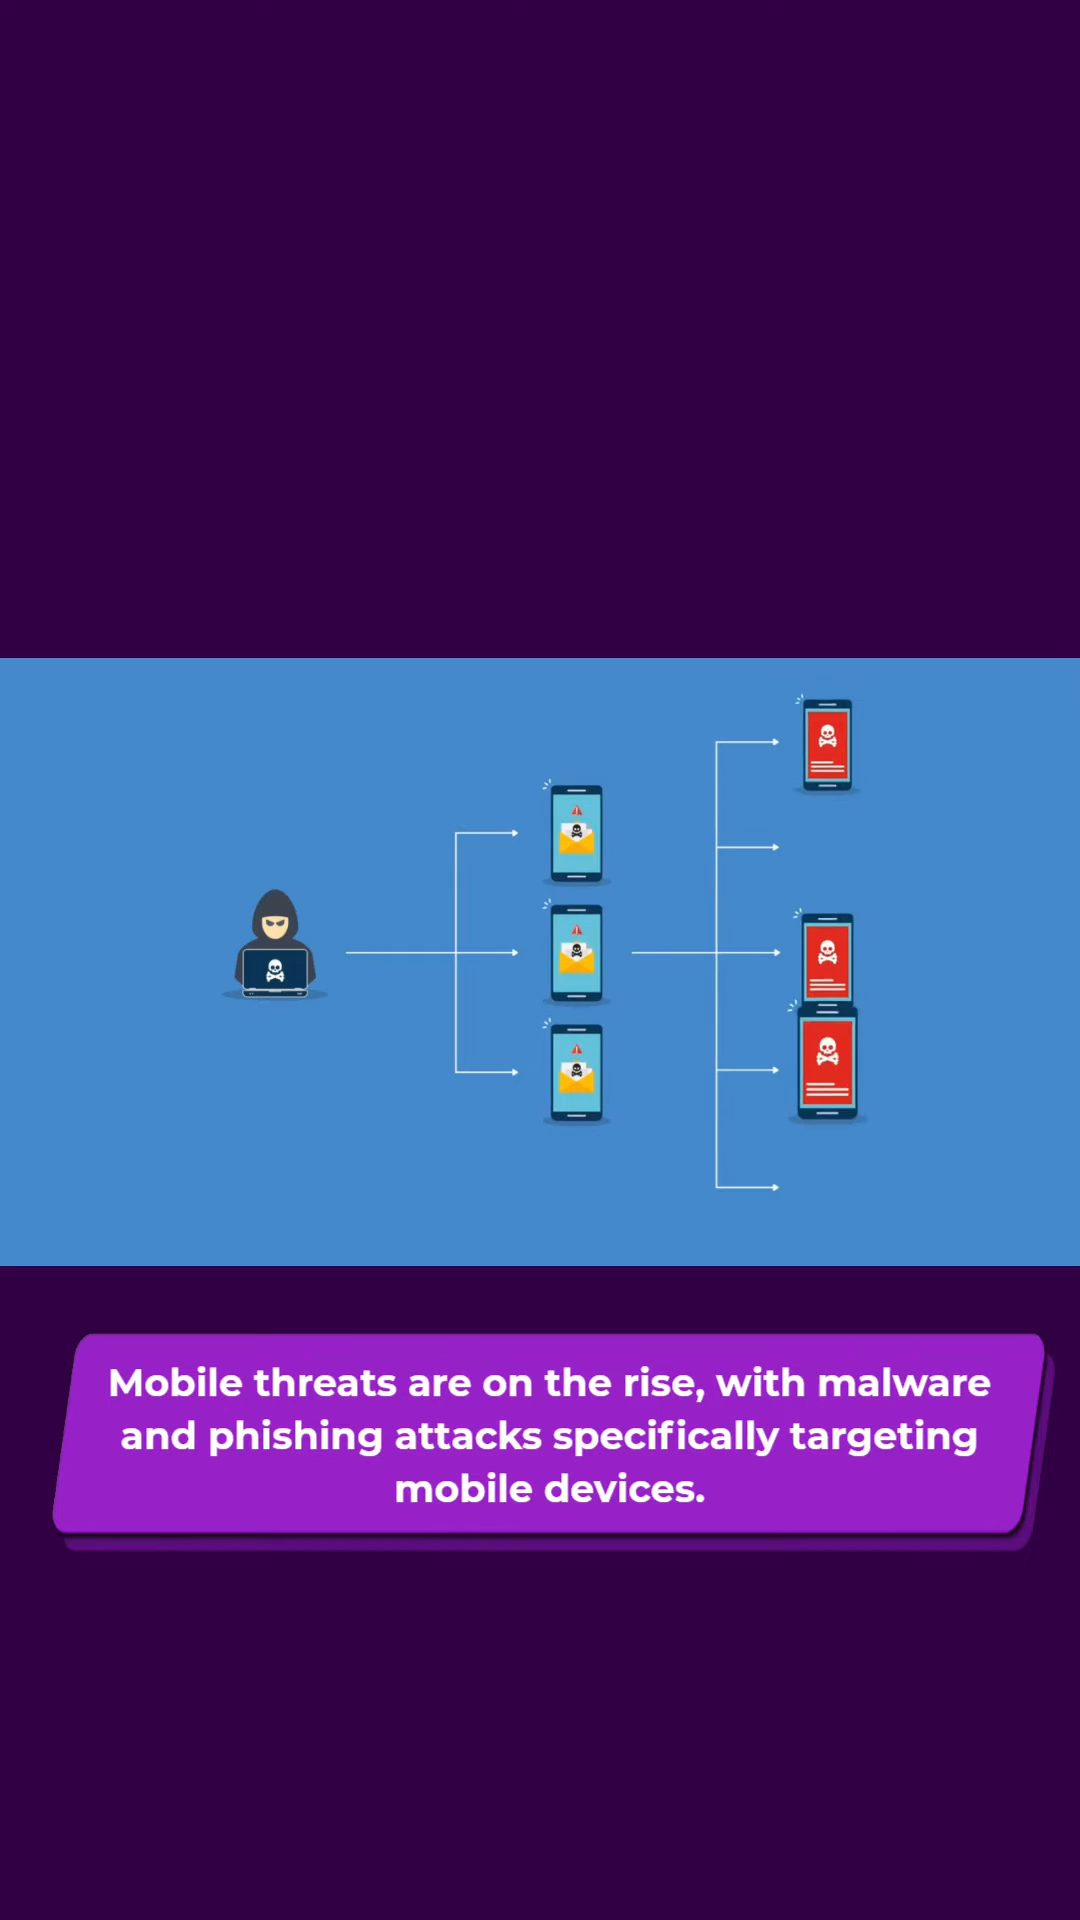 Mobile threats are on the rise, with malware
and phishing attacks specifically targeting
mobile devices.